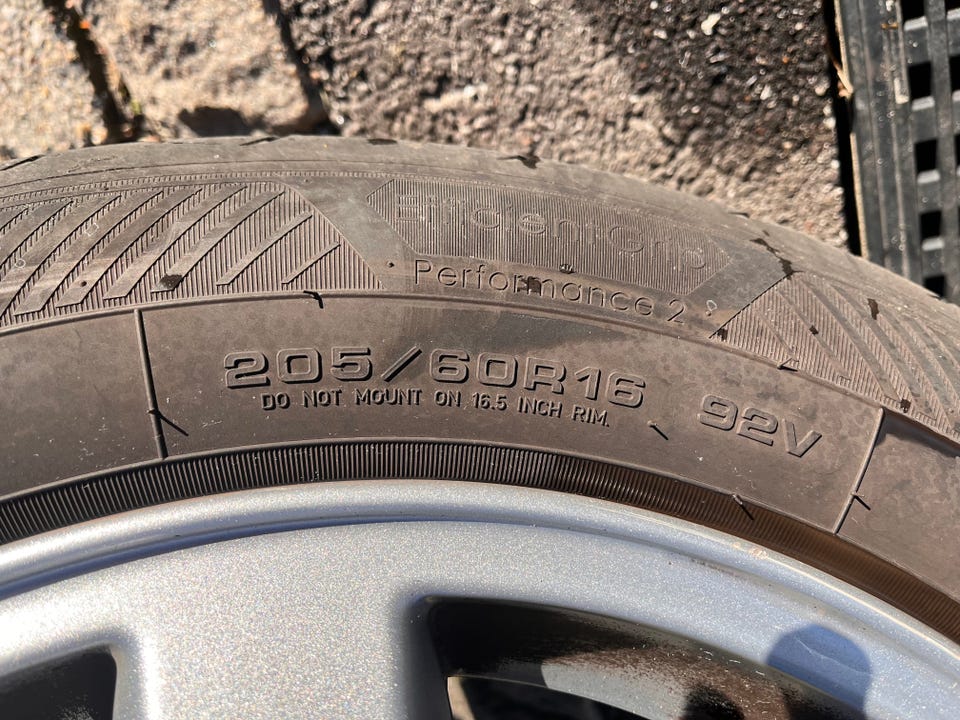 EfficientGrip
Performance 2
205/60R16 92V
DO NOT MOUNT ON 16.5 INCH RIM.